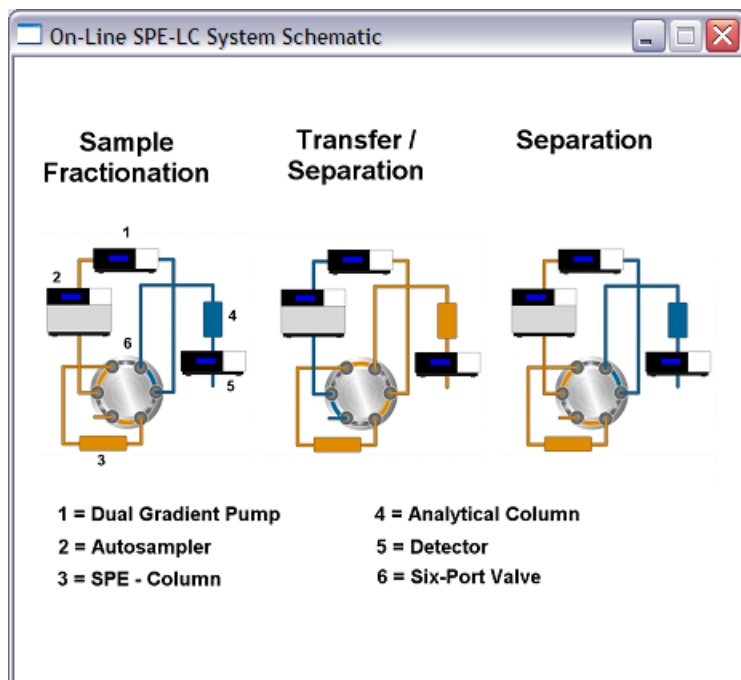 On-Line SPE-LC System Schematic
Sample
Fractionation
Transfer /
Separation
Separation
1
2
4
6
5
3
1 = Dual Gradient Pump
2 = Autosampler
3 = SPE - Column
4 = Analytical Column
5 = Detector
6 = Six-Port Valve